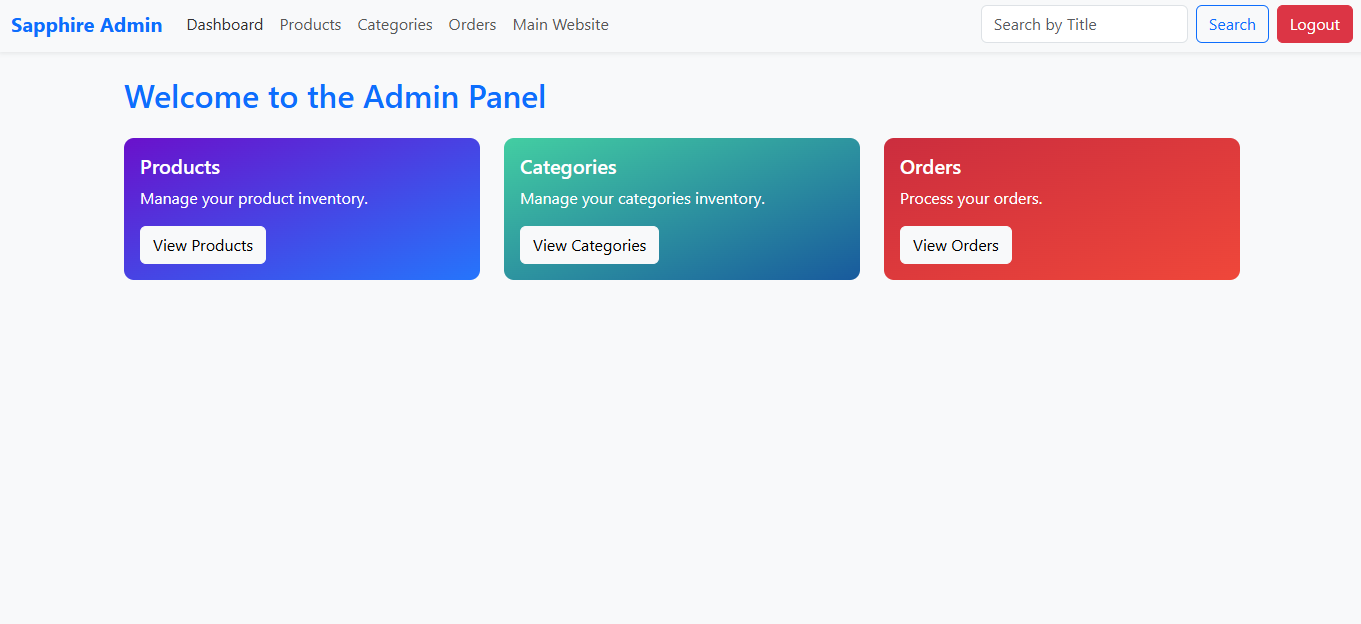 Sapphire Admin Dashboard Products Categories Orders Main Website Search by Title Search Logout
Welcome to the Admin Panel
Products
Manage your product inventory.
View Products
Categories
Manage your categories inventory.
View Categories
Orders
Process your orders.
View Orders